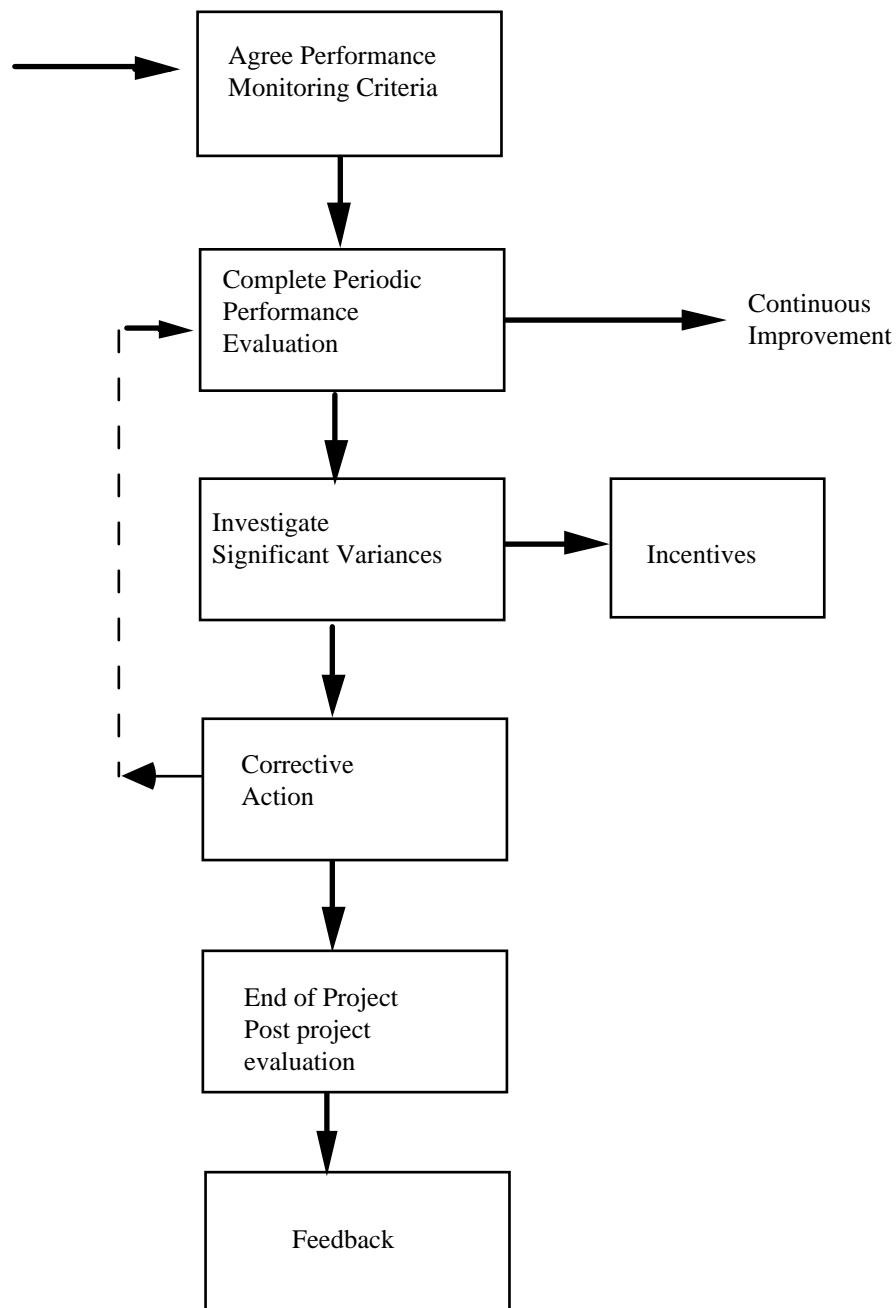 Agree Performance
Monitoring Criteria
Complete Periodic
Performance
Evaluation
Continuous
Improvement
Investigate
Significant Variances
Incentives
Corrective
Action
End of Project
Post project
evaluation
Feedback